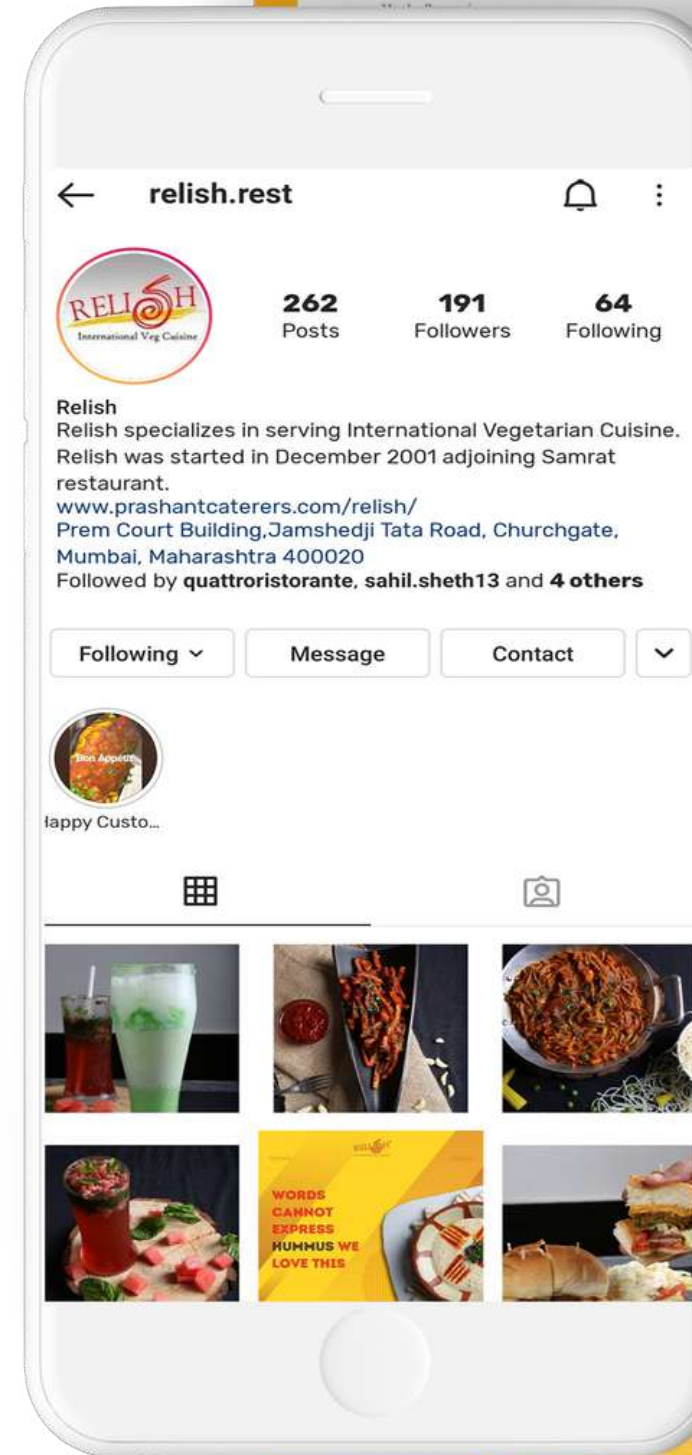 relish.rest
RELISH
International Veg Cuisine
262
Posts
191
Followers
64
Following
Relish
Relish specializes in serving International Vegetarian Cuisine.
Relish was started in December 2001 adjoining Samrat
restaurant.
www.prashantcaterers.com/relish/
Prem Court Building,Jamshedji Tata Road, Churchgate,
Mumbai, Maharashtra 400020
Followed by quattroristorante, sahil.sheth13 and 4 others
Following
Message
Contact
Bon Appetit
Happy Custo...
RELISH
WORDS
CANNOT
EXPRESS
HUMMUS WE
LOVE THIS